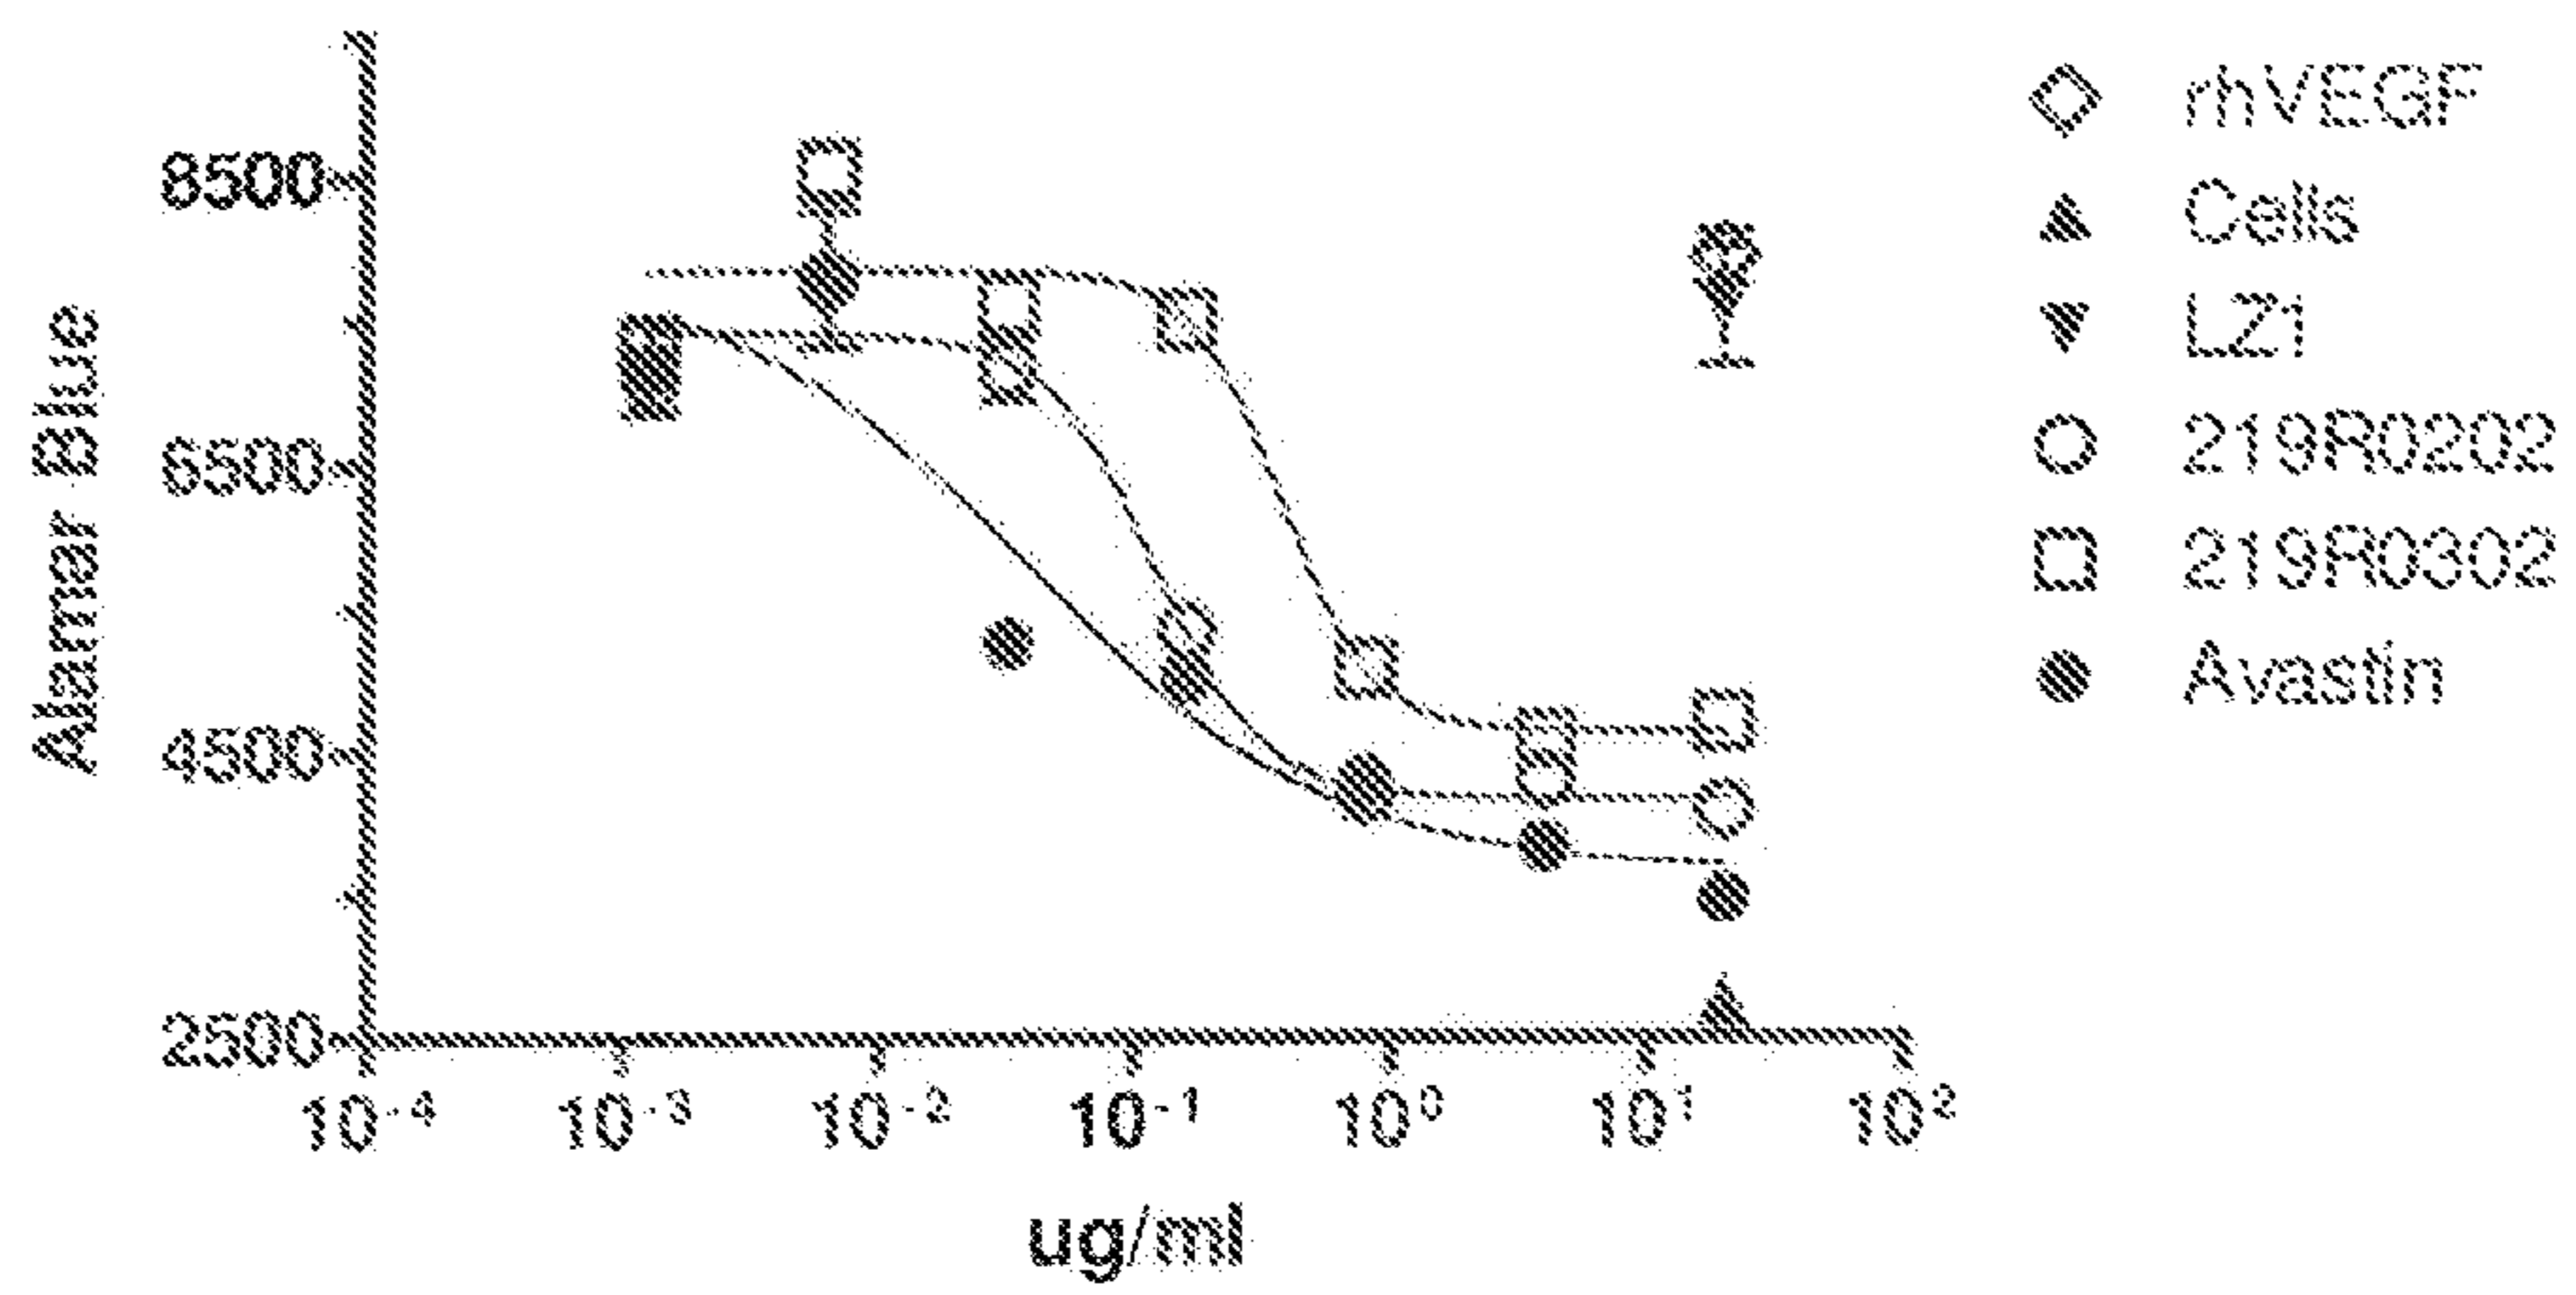 8500
6500
4500
2500
Alamar Blue
10⁻⁴ 10⁻³ 10⁻² 10⁻¹ 10⁰ 10¹ 10²
ug/ml
rhVEGF
Cells
LZ1
219R0202
219R0302
Avastin